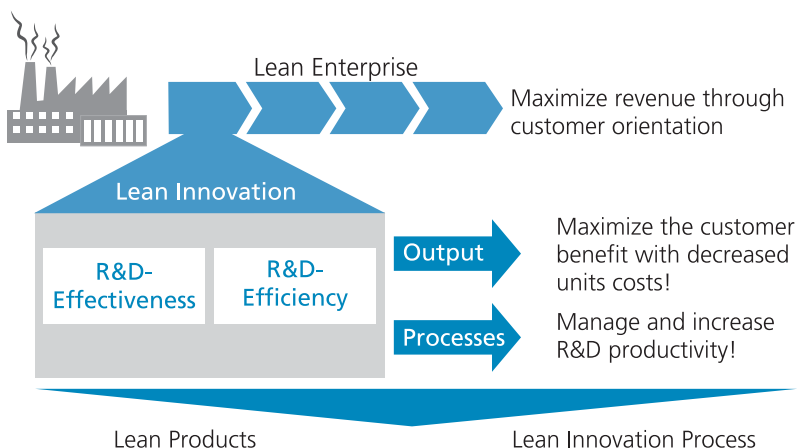 Lean Enterprise
Maximize revenue through
customer orientation
Lean Innovation
R&D-
Effectiveness
R&D-
Efficiency
Output
Maximize the customer
benefit with decreased
units costs!
Processes
Manage and increase
R&D productivity!
Lean Products
Lean Innovation Process